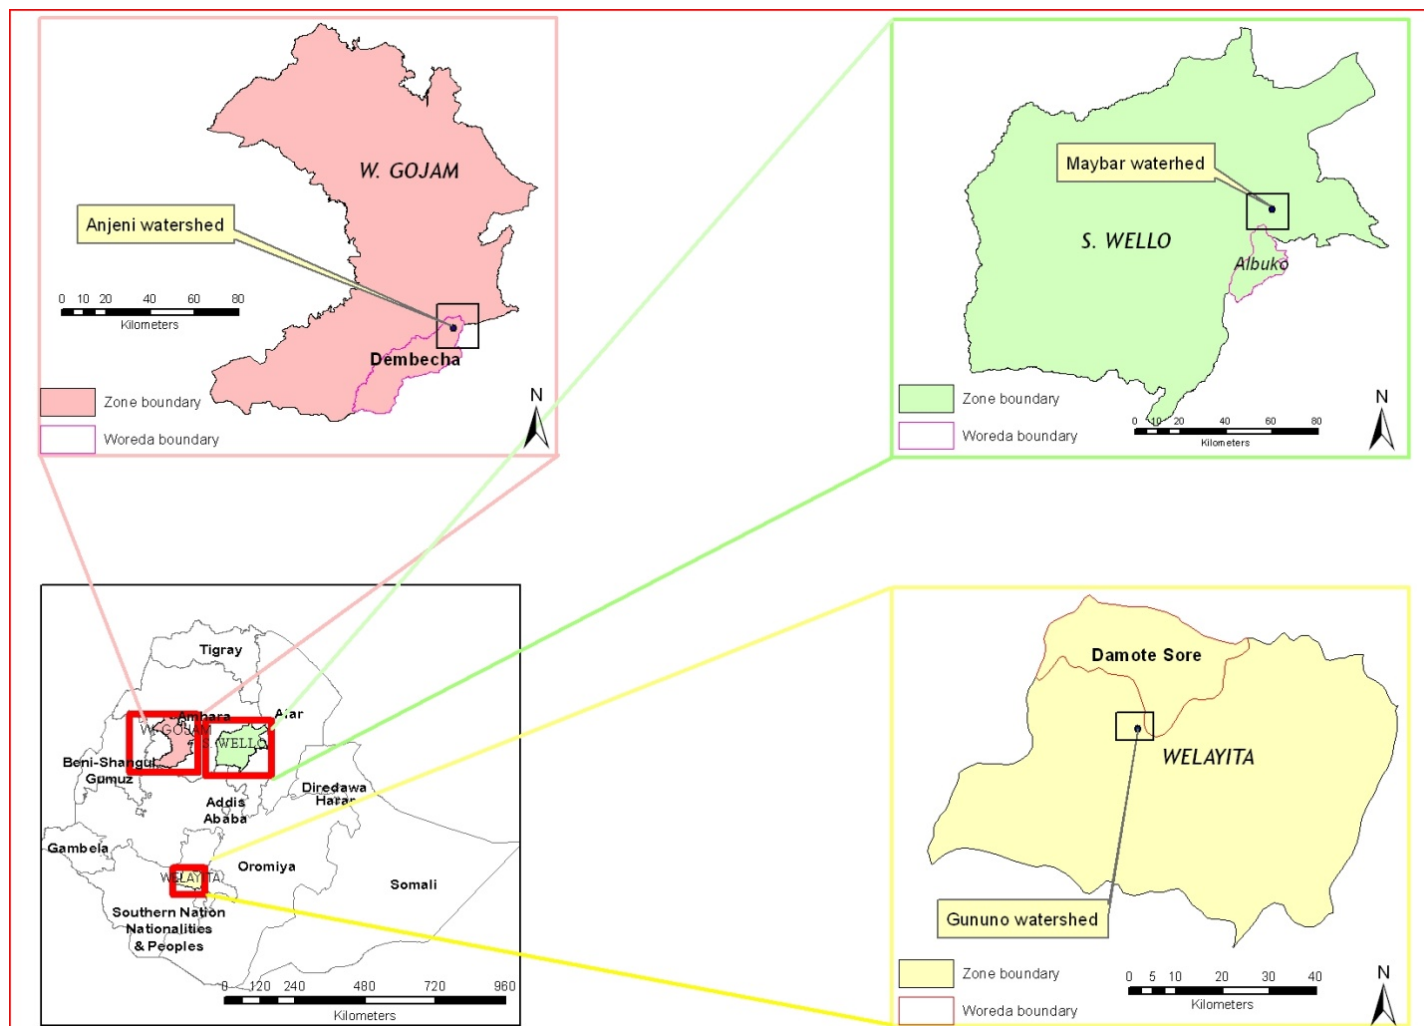 W. GOJAM
Anjeni watershed
0 10 20 40 60 80
Kilometers
Dembecha
Zone boundary
Woreda boundary
N
Maybar waterhed
S. WELLO
Albuko
Zone boundary
Woreda boundary
0 10 20 40 60 80
Kilometers
N
Tigray
Afar
Amhara
W. GOJAM
S. WELLO
Beni-Shangul
Gumuz
Addis
Ababa
Diredawa
Harar
Gambela
WELAYITA
Oromiya
Somali
Southern Nation
Nationalities
& Peoples
0 120 240 480 720 960
Kilometers
Damote Sore
WELAYITA
Gununo watershed
Zone boundary
Woreda boundary
0 5 10 20 30 40
Kilometers
N